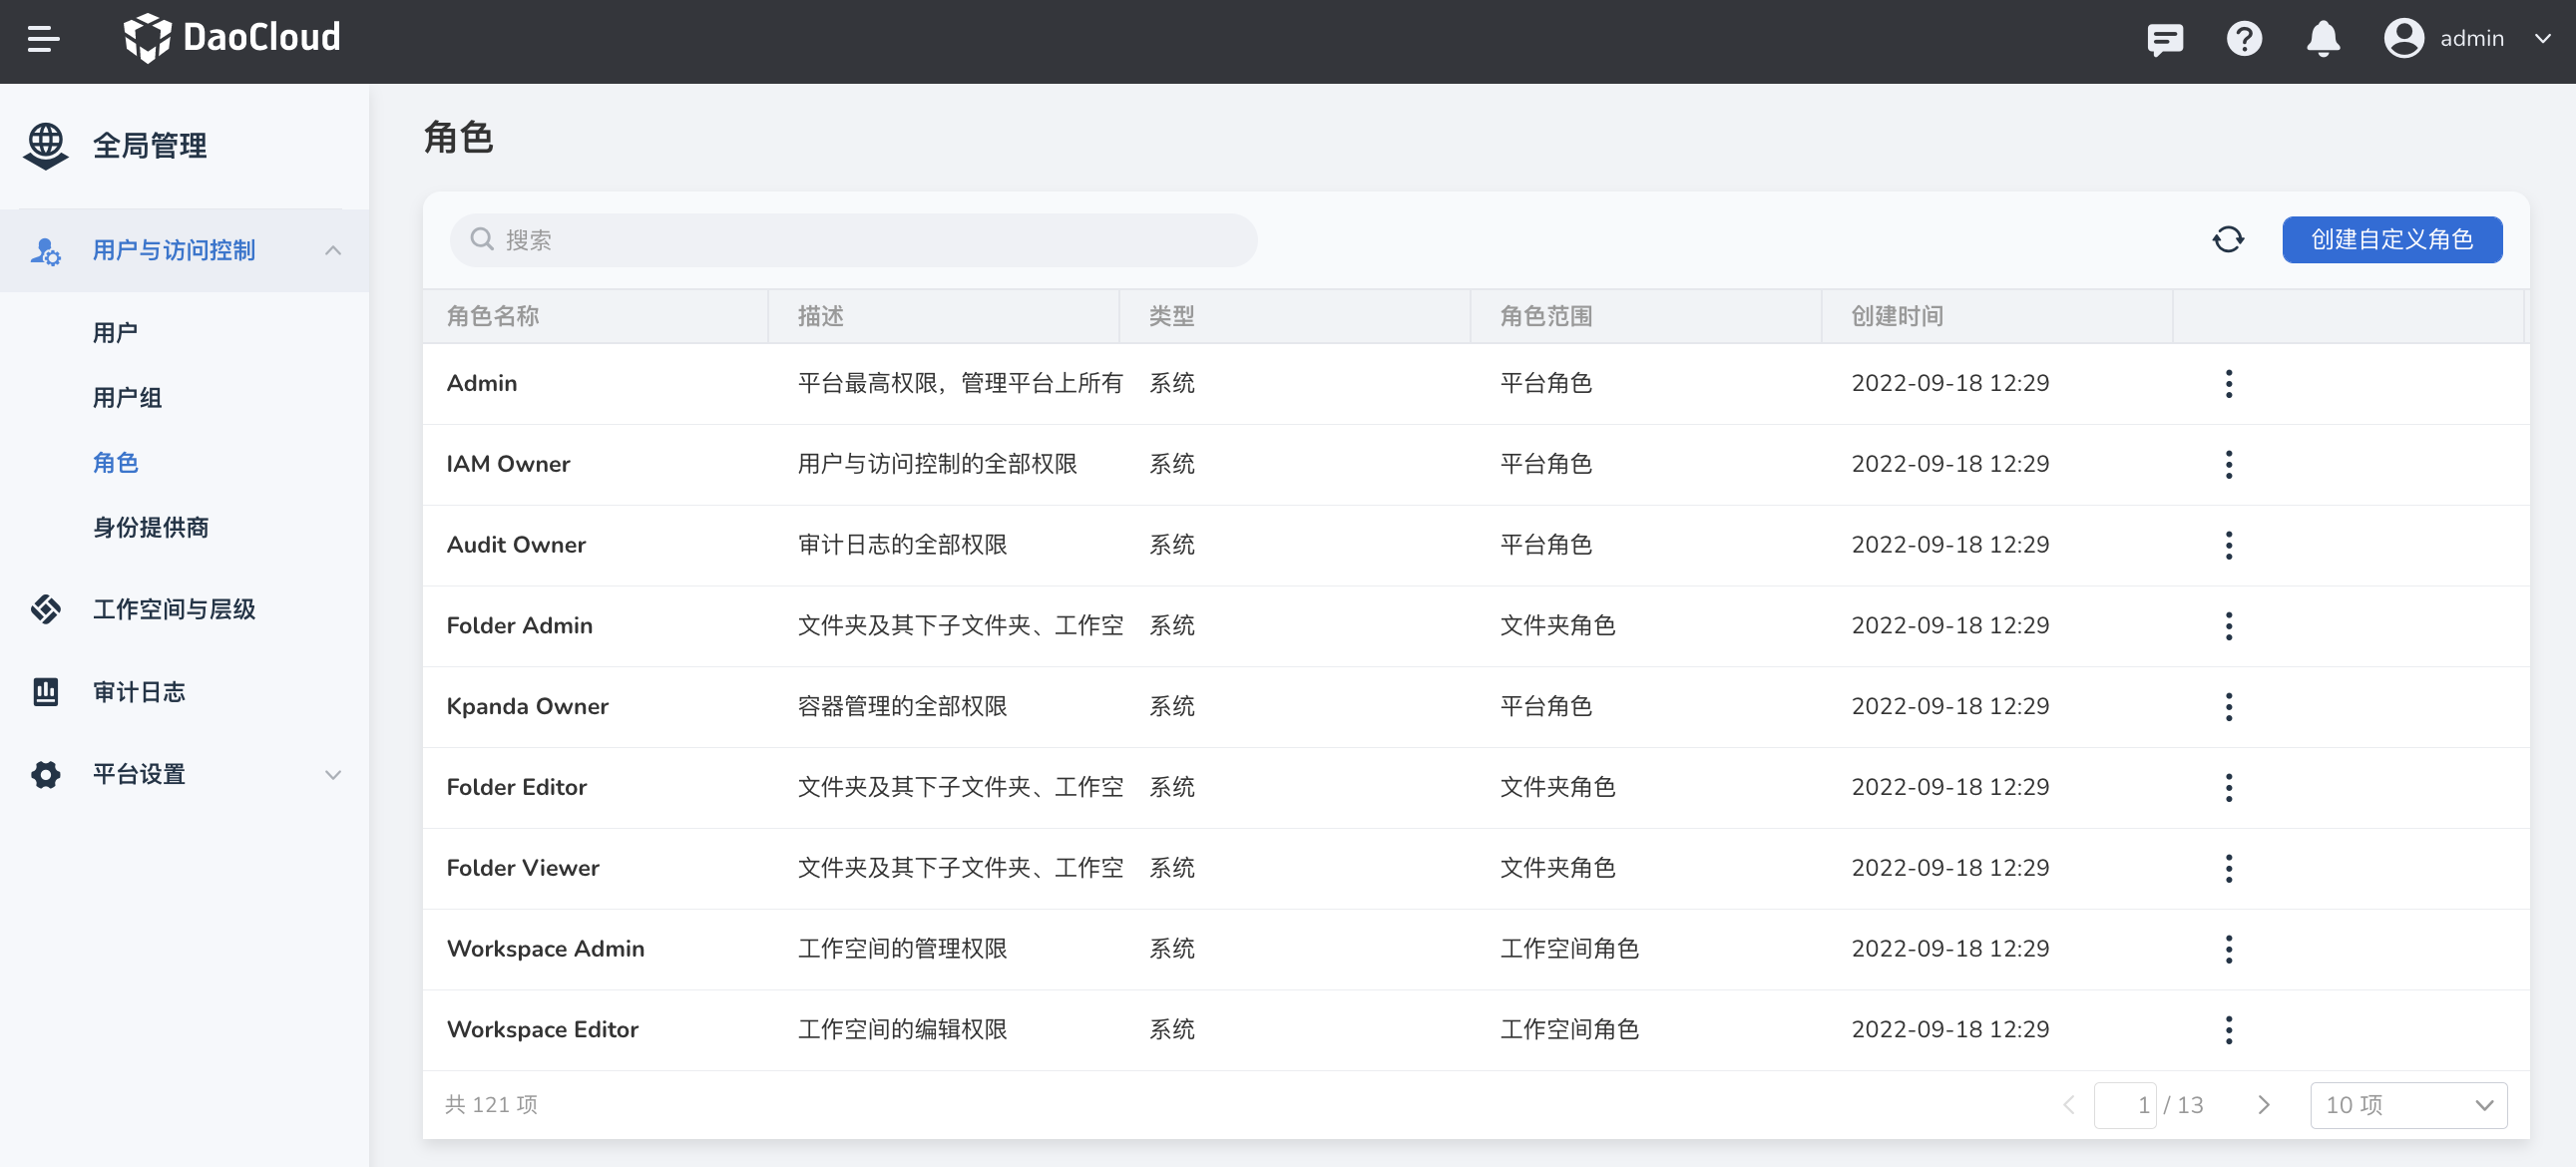 DaoCloud
admin
全局管理
用户与访问控制
用户
用户组
角色
身份提供商
工作空间与层级
审计日志
平台设置
角色
搜索
创建自定义角色
角色名称 描述 类型 角色范围 创建时间
Admin 平台最高权限，管理平台上所有 系统 平台角色 2022-09-18 12:29
IAM Owner 用户与访问控制的全部权限 系统 平台角色 2022-09-18 12:29
Audit Owner 审计日志的全部权限 系统 平台角色 2022-09-18 12:29
Folder Admin 文件夹及其下子文件夹、工作空 系统 文件夹角色 2022-09-18 12:29
Kpanda Owner 容器管理的全部权限 系统 平台角色 2022-09-18 12:29
Folder Editor 文件夹及其下子文件夹、工作空 系统 文件夹角色 2022-09-18 12:29
Folder Viewer 文件夹及其下子文件夹、工作空 系统 文件夹角色 2022-09-18 12:29
Workspace Admin 工作空间的管理权限 系统 工作空间角色 2022-09-18 12:29
Workspace Editor 工作空间的编辑权限 系统 工作空间角色 2022-09-18 12:29
共 121 项 1 / 13 10 项